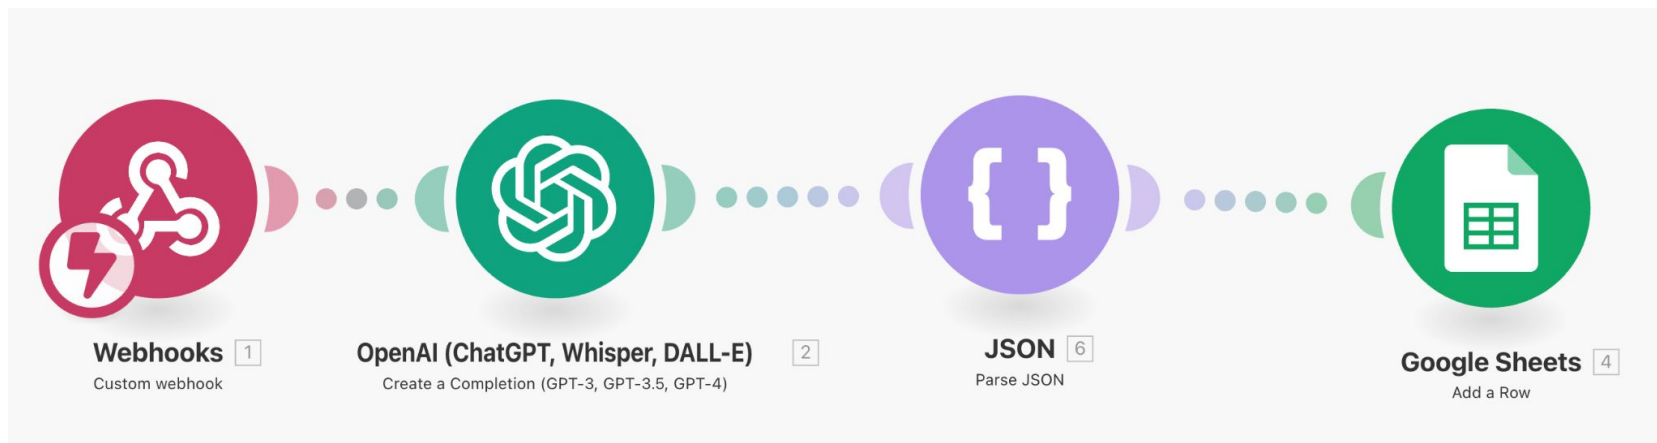 Webhooks 1
Custom webhook
OpenAI (ChatGPT, Whisper, DALL-E) 2
Create a Completion (GPT-3, GPT-3.5, GPT-4)
JSON 6
Parse JSON
Google Sheets 4
Add a Row